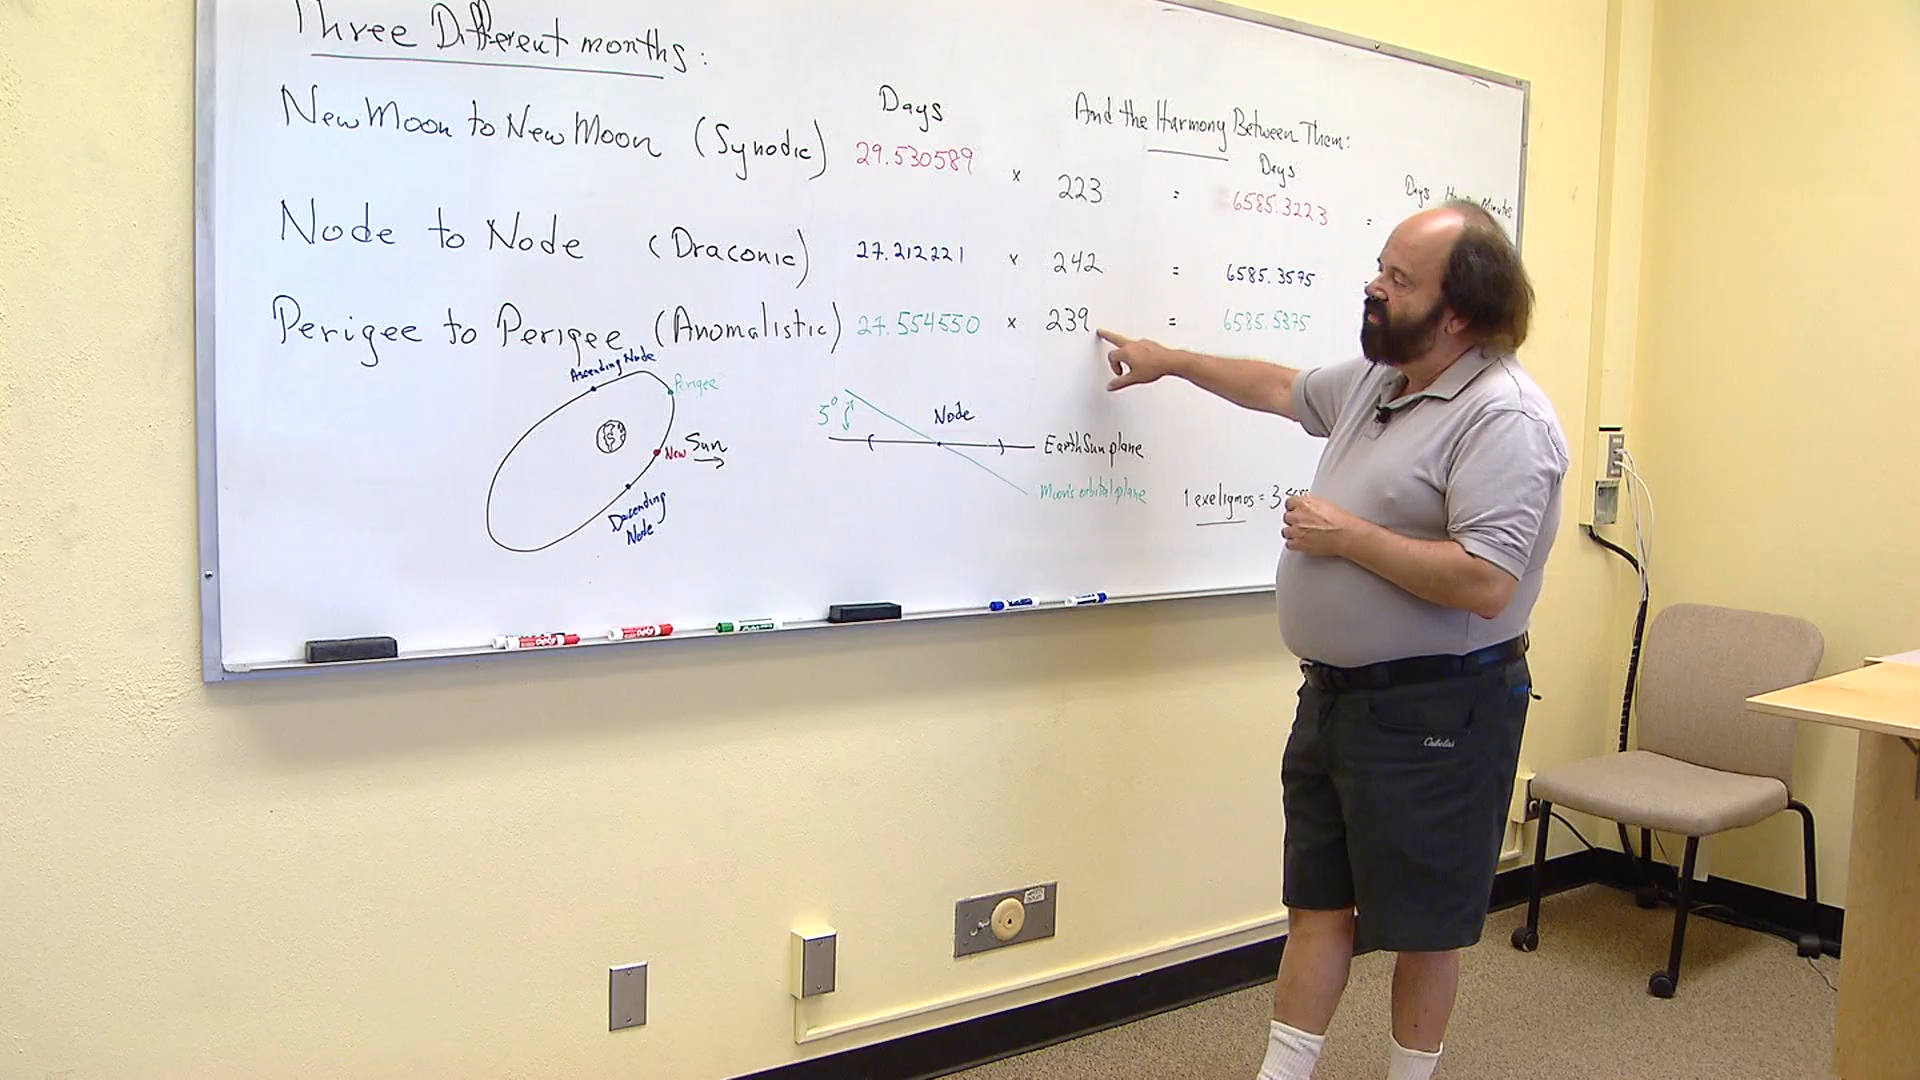 Three Different months:
Days
And the Harmony Between Them:
New Moon to New Moon (Synodic) 29.530589 × 223 = 6585.3223 =
Days
Days Minutes
Node to Node (Draconic) 27.212221 × 242 = 6585.3575
Perigee to Perigee (Anomalistic) 27.554550 × 239 = 6585.5375
Ascending Node
Perigee
New Sun
Descending
Node
5°
Node
Earth Sun plane
Moon's orbital plane
1 exeligmos = 3
Cabelas